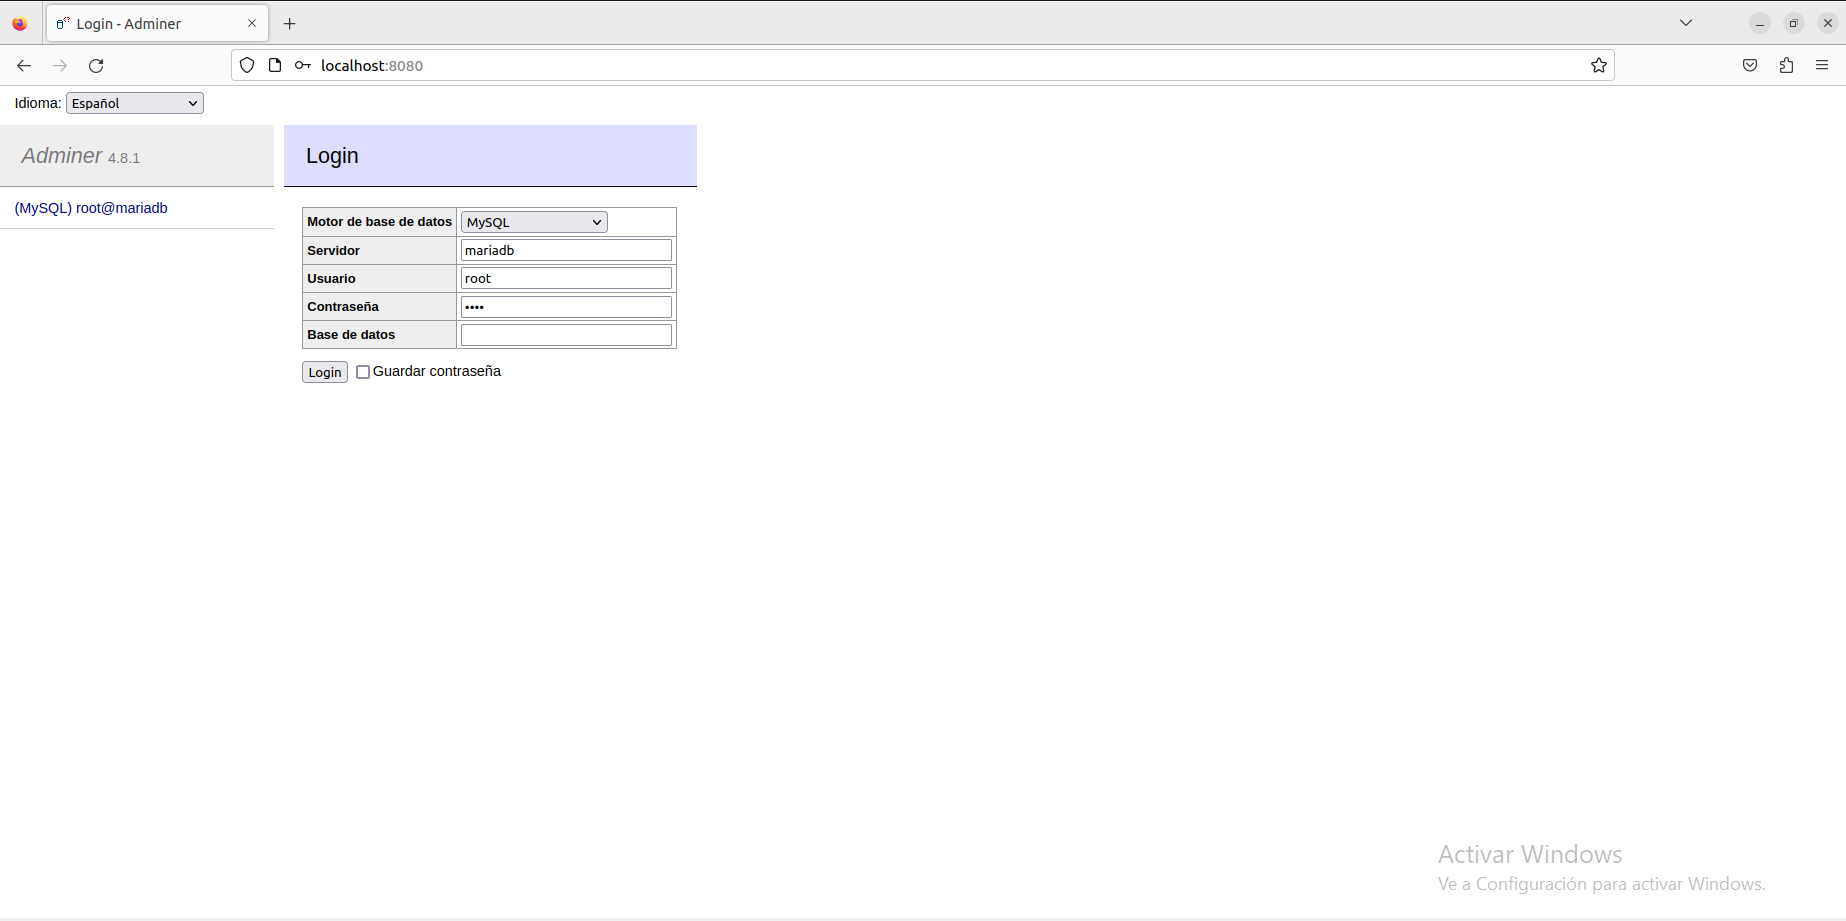 Login - Adminer
localhost:8080
Idioma: Español
Adminer 4.8.1
Login
(MySQL) root@mariadb
Motor de base de datos MySQL
Servidor mariadb
Usuario root
Contraseña ••••
Base de datos
Login Guardar contraseña
Activar Windows
Ve a Configuración para activar Windows.